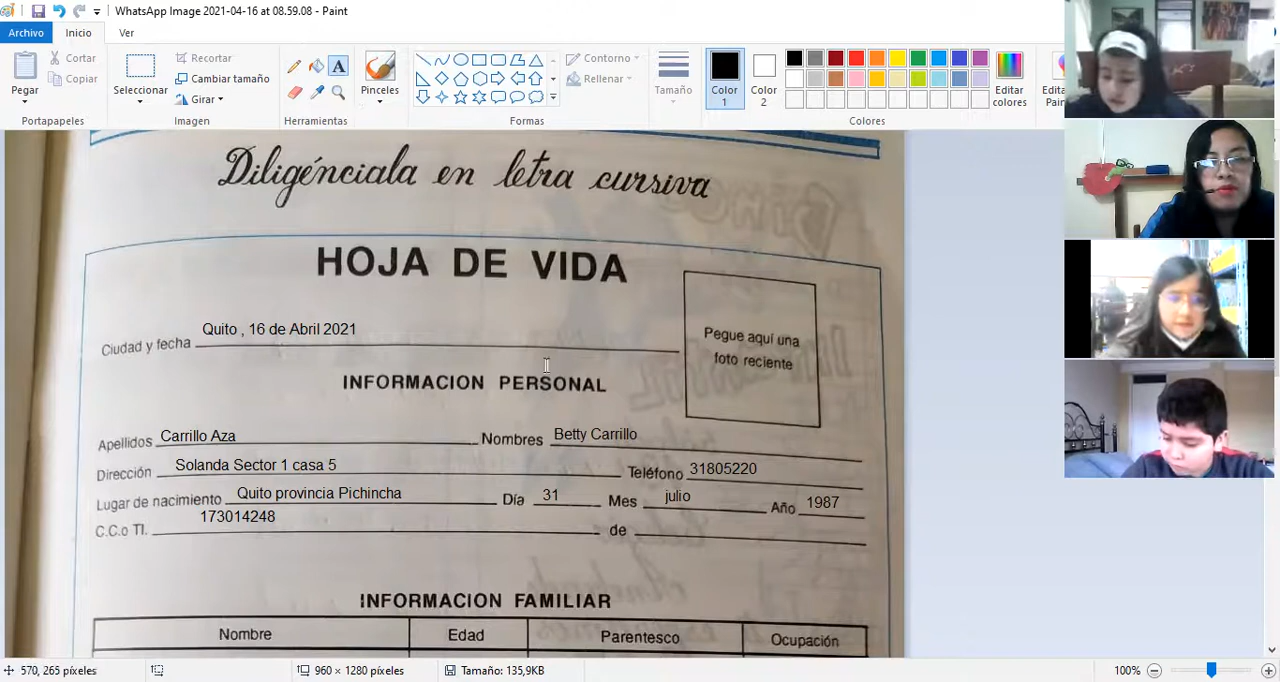 WhatsApp Image 2021-04-16 at 08.59.08 - Paint
Archivo Inicio Ver
Pegar
Cortar
Copiar
Portapapeles
Seleccionar
Recortar
Cambiar tamaño
Girar
Imagen
A
Herramientas
Pinceles
Contorno
Rellenar
Formas
Tamaño
Color 1
Color 2
Editar colores
Colores
Edita
Pain
Diligénciala en letra cursiva
HOJA DE VIDA
Pegue aquí una
foto reciente
Ciudad y fecha Quito , 16 de Abril 2021
INFORMACION PERSONAL
Apellidos Carrillo Aza Nombres Betty Carrillo
Dirección Solanda Sector 1 casa 5 Teléfono 31805220
Lugar de nacimiento Quito provincia Pichincha Día 31 Mes julio Año 1987
C.C.o TI. 173014248 de
INFORMACION FAMILIAR
Nombre Edad Parentesco Ocupación
570, 265 píxeles 960 × 1280 píxeles Tamaño: 135,9KB 100%